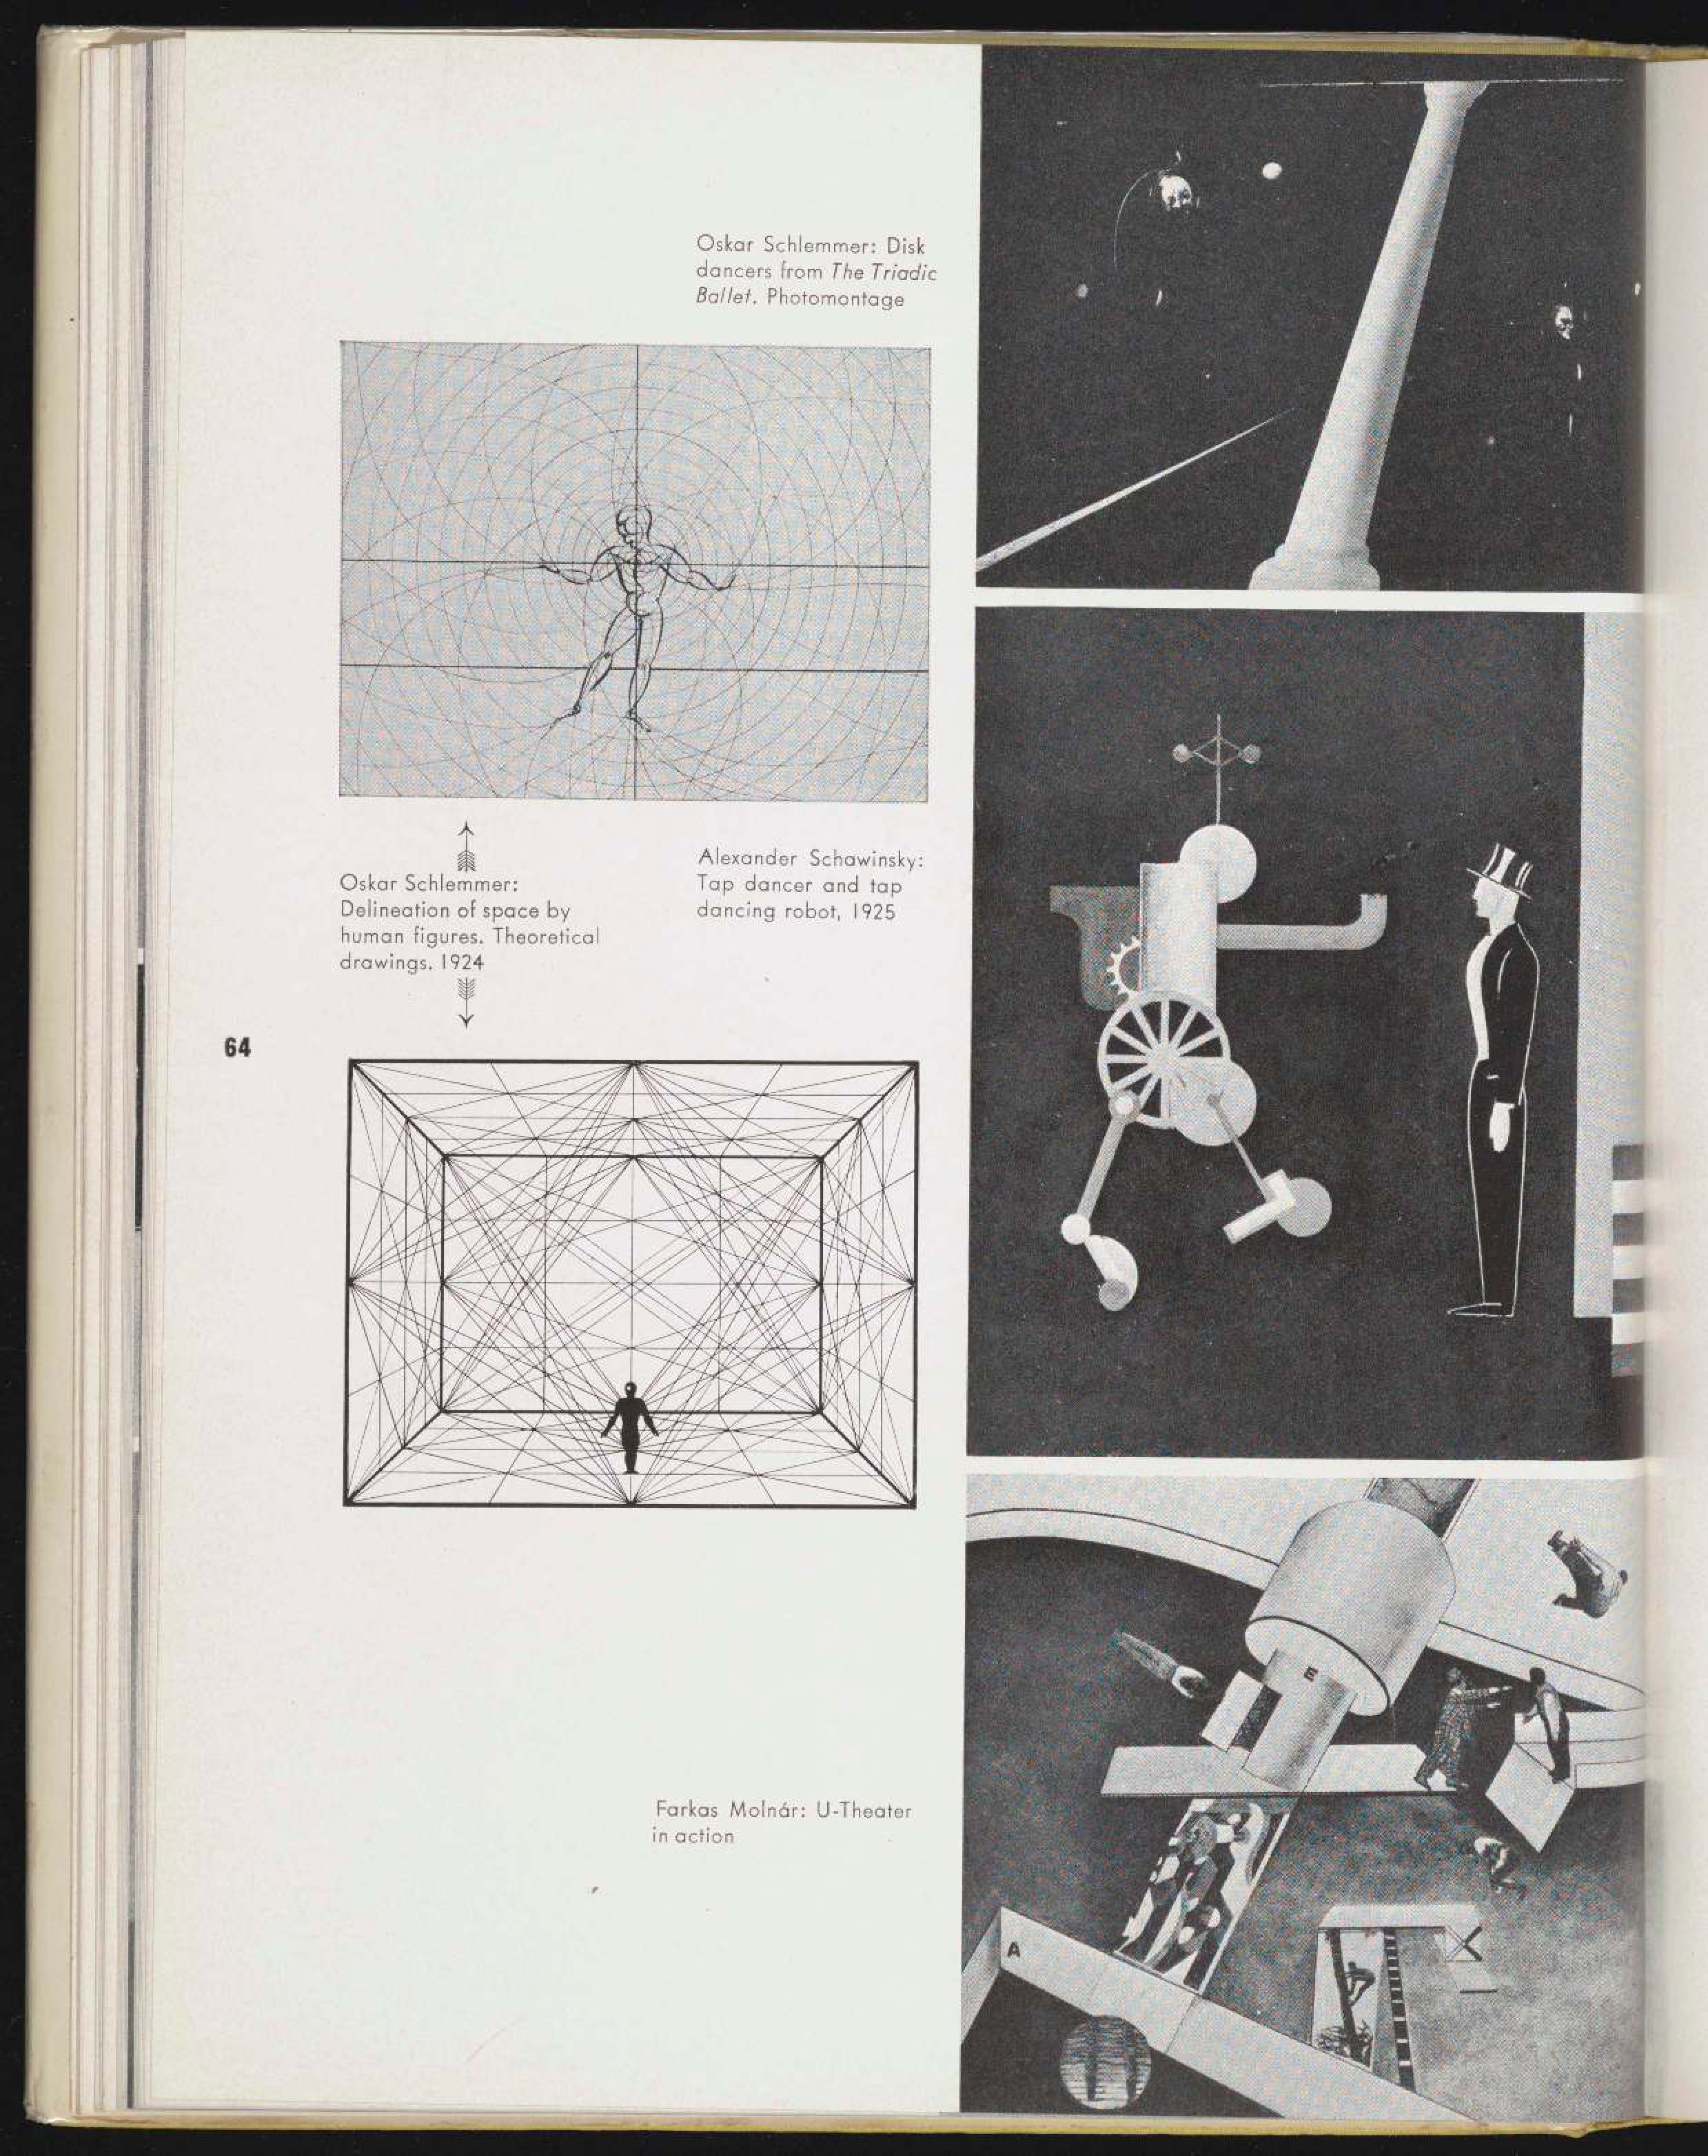 Oskar Schlemmer: Disk
dancers from The Triadic
Ballet. Photomontage
Oskar Schlemmer:
Delineation of space by
human figures. Theoretical
drawings. 1924
Alexander Schawinsky:
Tap dancer and tap
dancing robot, 1925
64
E
A
Farkas Molnár: U-Theater
in action